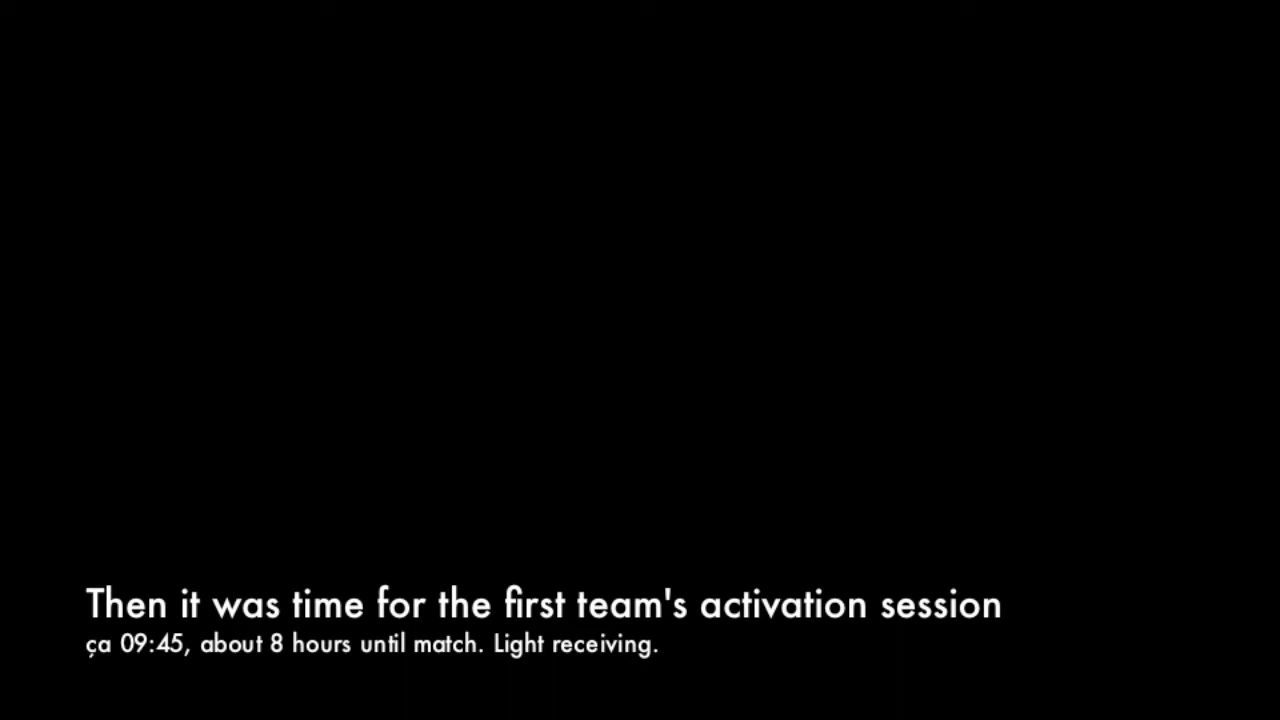 Then it was time for the first team's activation session
ça 09:45, about 8 hours until match. Light receiving.